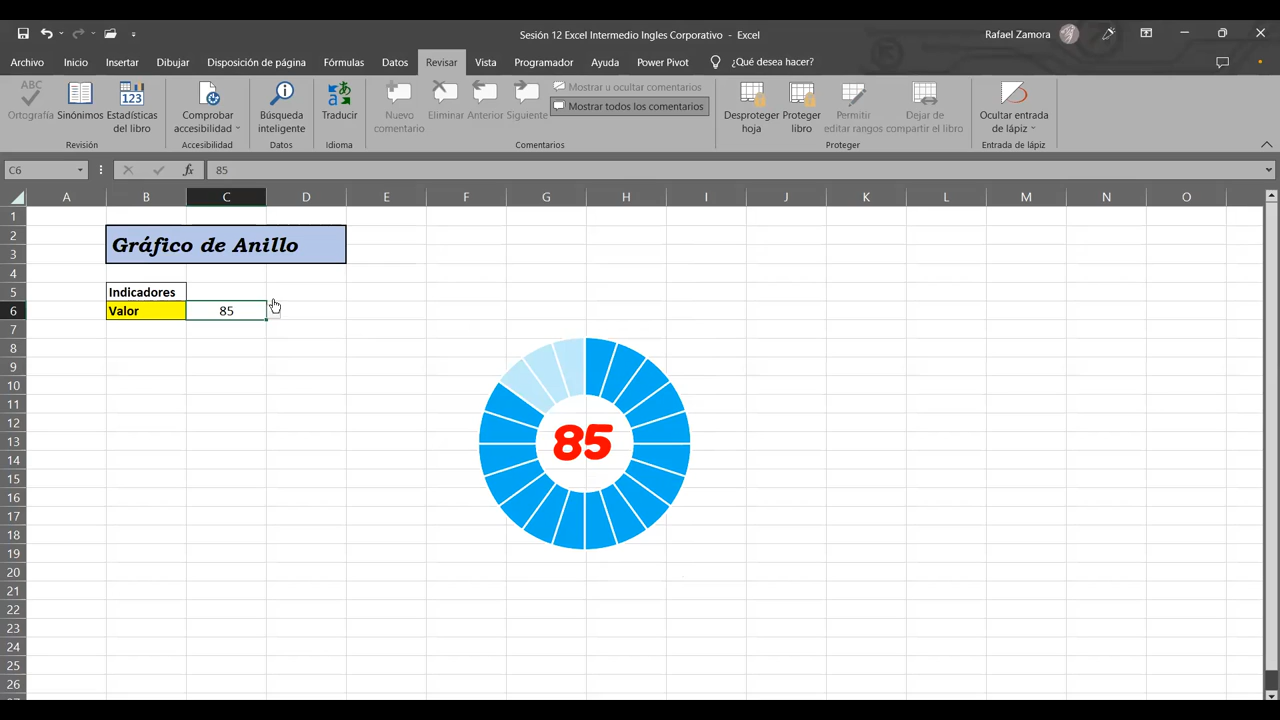 Sesión 12 Excel Intermedio Ingles Corporativo - Excel
Rafael Zamora
Archivo Inicio Insertar Dibujar Disposición de página Fórmulas Datos Revisar Vista Programador Ayuda Power Pivot ¿Qué desea hacer?
ABC Ortografía
Sinónimos
123 Estadísticas del libro
Revisión
Comprobar accesibilidad
Accesibilidad
Búsqueda inteligente
Datos
Traducir
Idioma
Nuevo comentario
Eliminar
Anterior
Siguiente
Mostrar u ocultar comentarios
Mostrar todos los comentarios
Comentarios
Desproteger hoja
Proteger libro
Permitir editar rangos
Dejar de compartir el libro
Proteger
Ocultar entrada de lápiz
Entrada de lápiz
C6 fx 85
A B C D E F G H I J K L M N O
1
2
Gráfico de Anillo
3
4
5 Indicadores
6 Valor 85
7
8
9
10
11
12
13 85
14
15
16
17
18
19
20
21
22
23
24
25
26